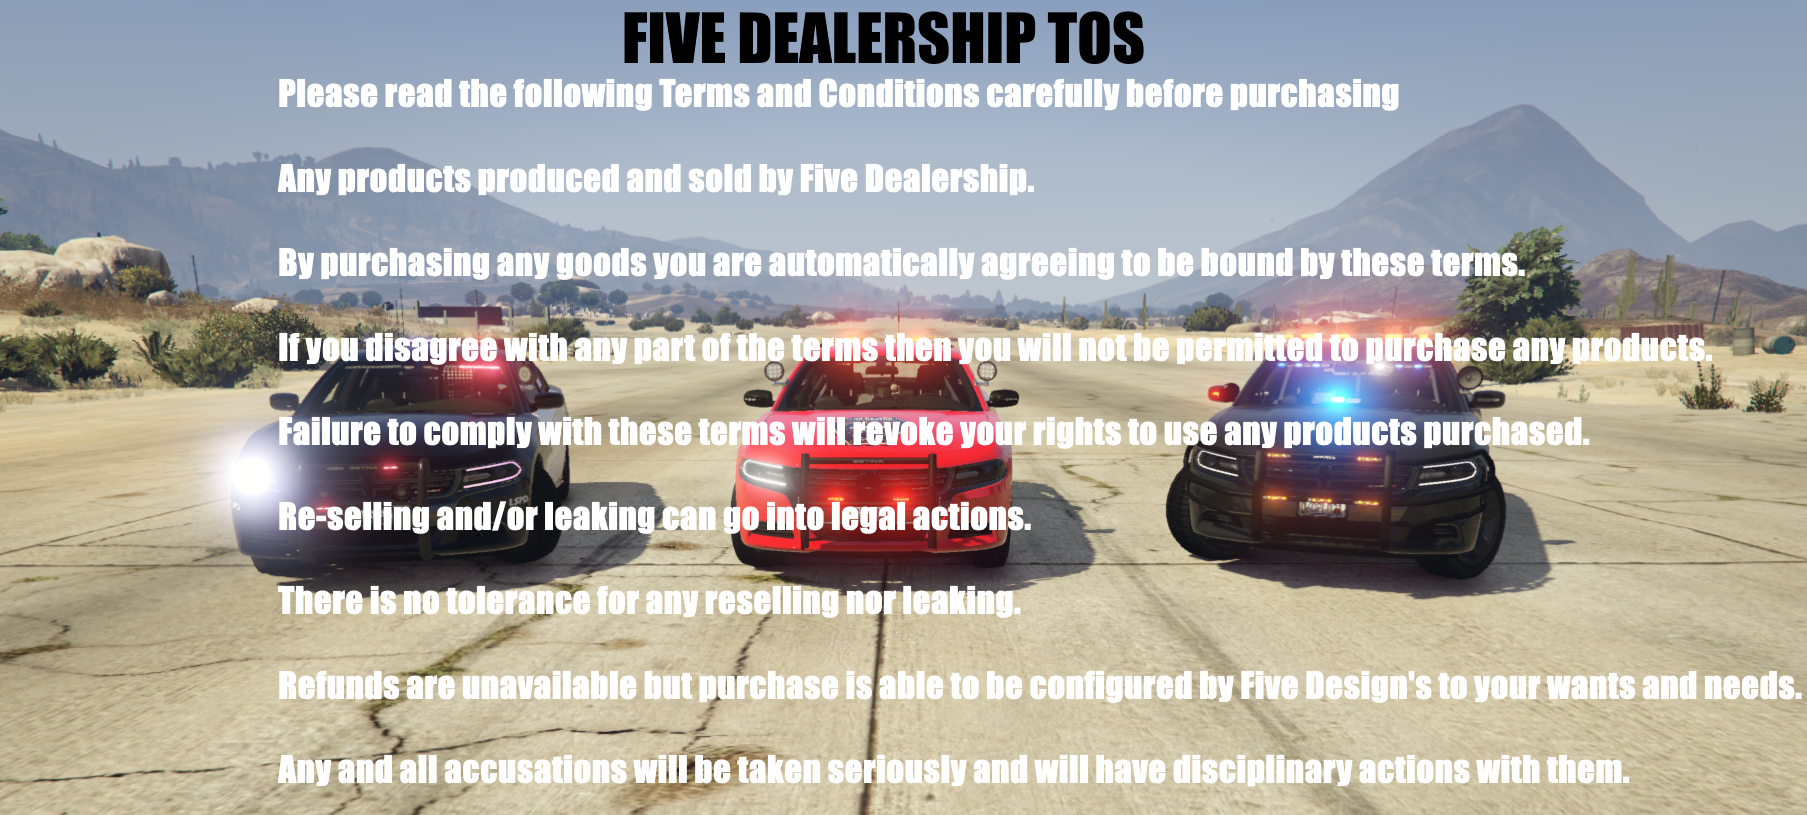 FIVE DEALERSHIP TOS
Please read the following Terms and Conditions carefully before purchasing
Any products produced and sold by Five Dealership.
By purchasing any goods you are automatically agreeing to be bound by these terms.
If you disagree with any part of the terms then you will not be permitted to purchase any products.
Failure to comply with these terms will revoke your rights to use any products purchased.
Re-selling and/or leaking can go into legal actions.
There is no tolerance for any reselling nor leaking.
Refunds are unavailable but purchase is able to be configured by Five Design's to your wants and needs.
Any and all accusations will be taken seriously and will have disciplinary actions with them.